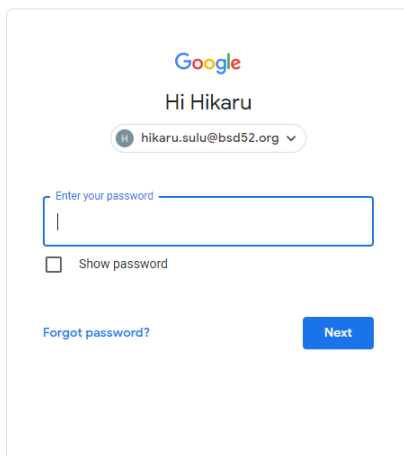 Google
Hi Hikaru
H hikaru.sulu@bsd52.org
Enter your password
Show password
Forgot password? Next